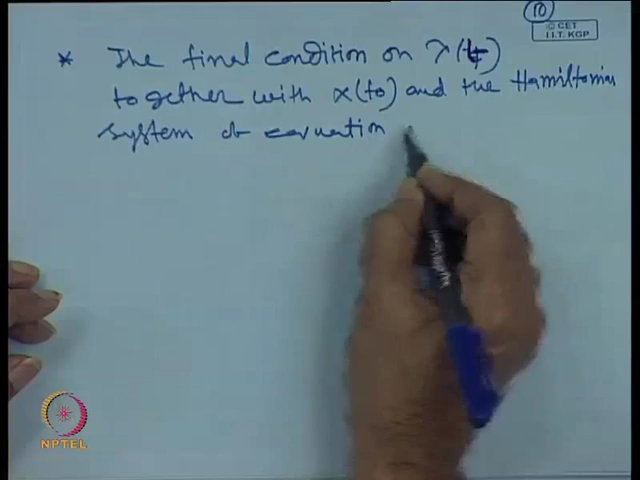 10
© CET
I.I.T. KGP
* The final condition on λ(tf)
together with x(t0) and the Hamiltonian
system of equation
NPTEL